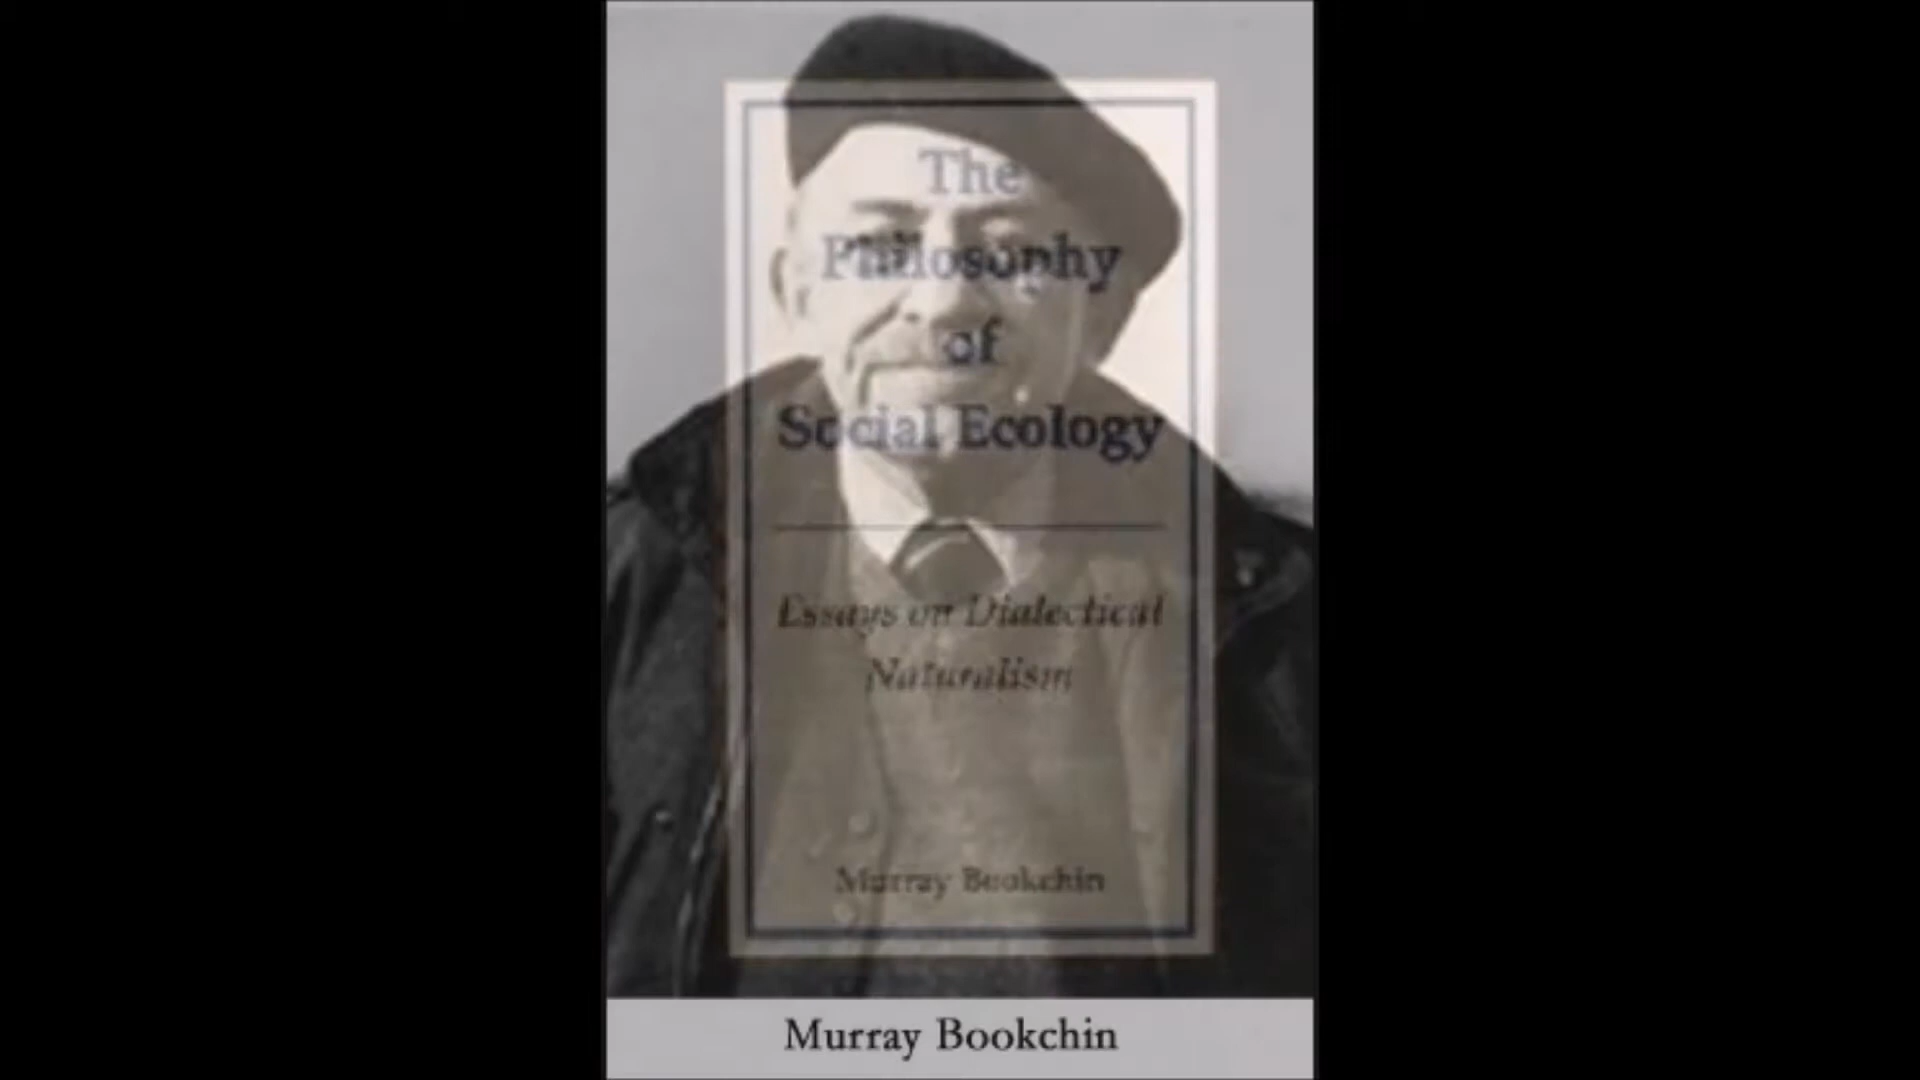 The
Philosophy
of
Social Ecology
Essays on Dialectical
Naturalism
Murray Bookchin
Murray Bookchin